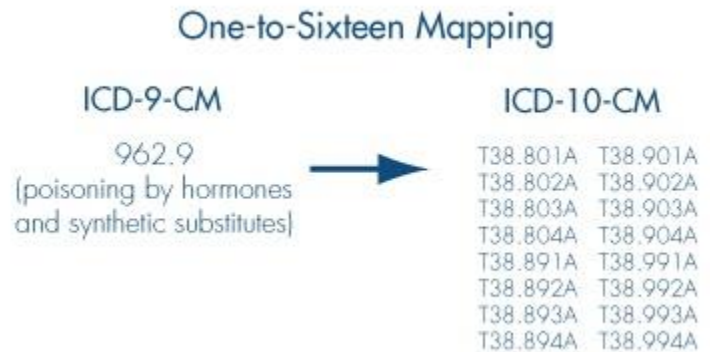 One-to-Sixteen Mapping
ICD-9-CM
962.9
(poisoning by hormones
and synthetic substitutes)
ICD-10-CM
T38.801A T38.901A
T38.802A T38.902A
T38.803A T38.903A
T38.804A T38.904A
T38.891A T38.991A
T38.892A T38.992A
T38.893A T38.993A
T38.894A T38.994A